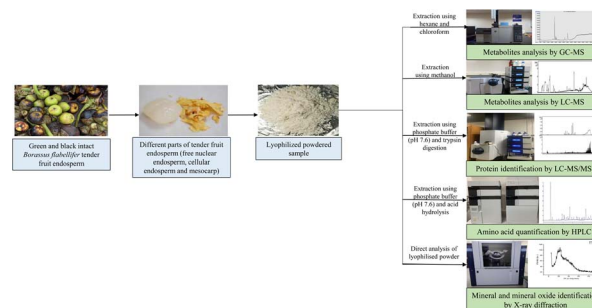 Green and black intact
Borassus flabellifer tender
fruit endosperm
Different parts of tender fruit
endosperm (free nuclear
endosperm, cellular
endosperm and mesocarp)
Lyophilized powdered
sample
Extraction using
hexane and
chloroform
Metabolites analysis by GC-MS
Extraction
using methanol
Metabolites analysis by LC-MS
Extraction using
phosphate buffer
(pH 7.6) and trypsin
digestion
Protein identification by LC-MS/MS
Extraction using
phosphate buffer
(pH 7.6) and acid
hydrolysis
Amino acid quantification by HPLC
Direct analysis of
lyophilised powder
Mineral and mineral oxide identification
by X-ray diffraction